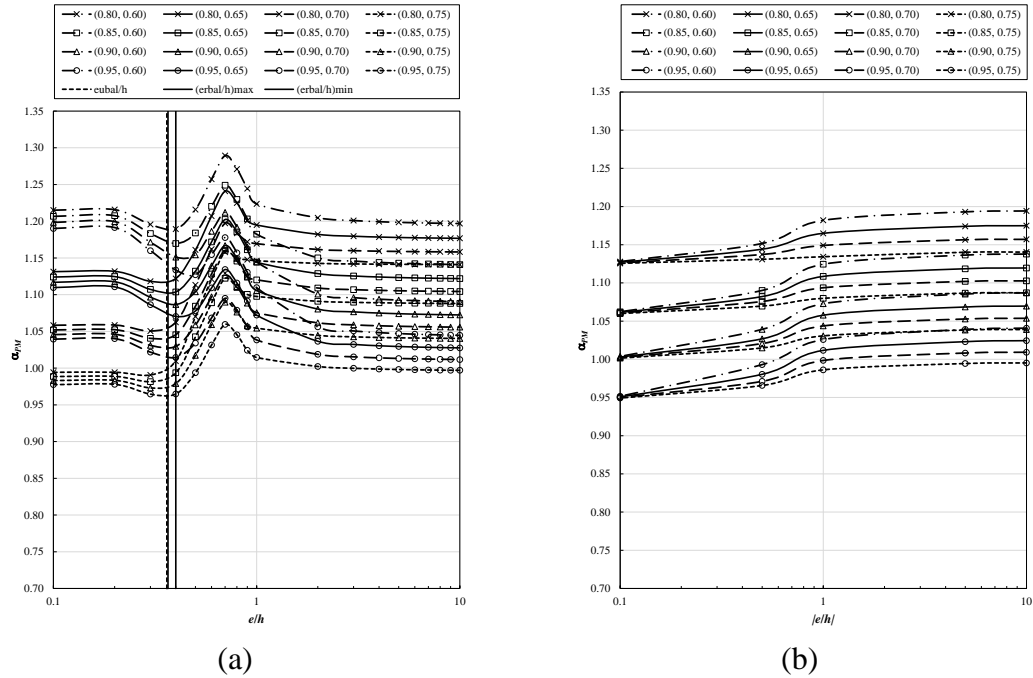 (0.80, 0.60) (0.80, 0.65) (0.80, 0.70) (0.80, 0.75)
(0.85, 0.60) (0.85, 0.65) (0.85, 0.70) (0.85, 0.75)
(0.90, 0.60) (0.90, 0.65) (0.90, 0.70) (0.90, 0.75)
(0.95, 0.60) (0.95, 0.65) (0.95, 0.70) (0.95, 0.75)
eubal/h (erbal/h)max (erbal/h)min
1.35
1.30
1.25
1.20
1.15
1.10
1.05
1.00
0.95
0.90
0.85
0.80
0.75
0.70
αPM
0.1 1 10
e/h
(a)
(0.80, 0.60) (0.80, 0.65) (0.80, 0.70) (0.80, 0.75)
(0.85, 0.60) (0.85, 0.65) (0.85, 0.70) (0.85, 0.75)
(0.90, 0.60) (0.90, 0.65) (0.90, 0.70) (0.90, 0.75)
(0.95, 0.60) (0.95, 0.65) (0.95, 0.70) (0.95, 0.75)
1.35
1.30
1.25
1.20
1.15
1.10
1.05
1.00
0.95
0.90
0.85
0.80
0.75
0.70
αPM
0.1 1 10
|e/h|
(b)